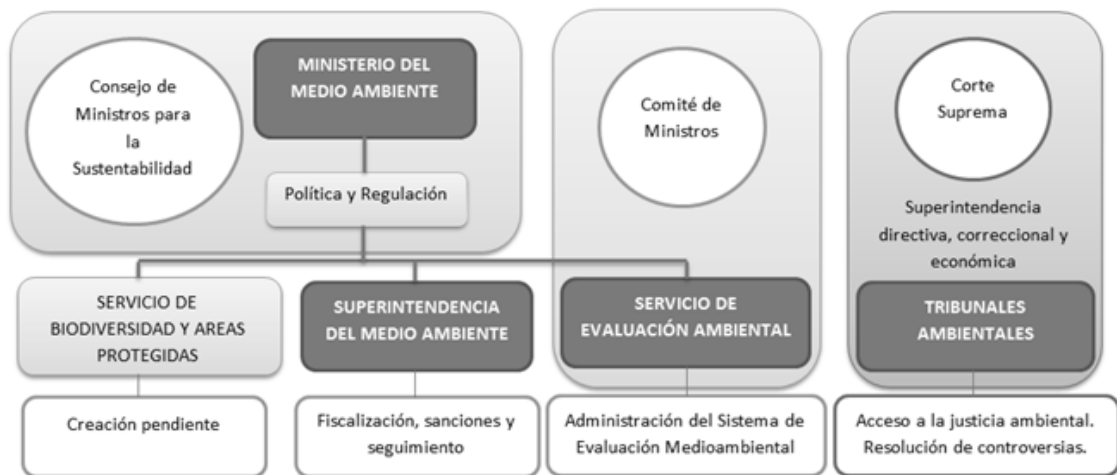 Consejo de
Ministros para
la
Sustentabilidad
MINISTERIO DEL
MEDIO AMBIENTE
Política y Regulación
Comité de
Ministros
Corte
Suprema
Superintendencia
directiva, correccional y
económica
SERVICIO DE
BIODIVERSIDAD Y AREAS
PROTEGIDAS
SUPERINTENDENCIA
DEL MEDIO AMBIENTE
SERVICIO DE
EVALUACIÓN AMBIENTAL
TRIBUNALES
AMBIENTALES
Creación pendiente
Fiscalización, sanciones y
seguimiento
Administración del Sistema de
Evaluación Medioambiental
Acceso a la justicia ambiental.
Resolución de controversias.